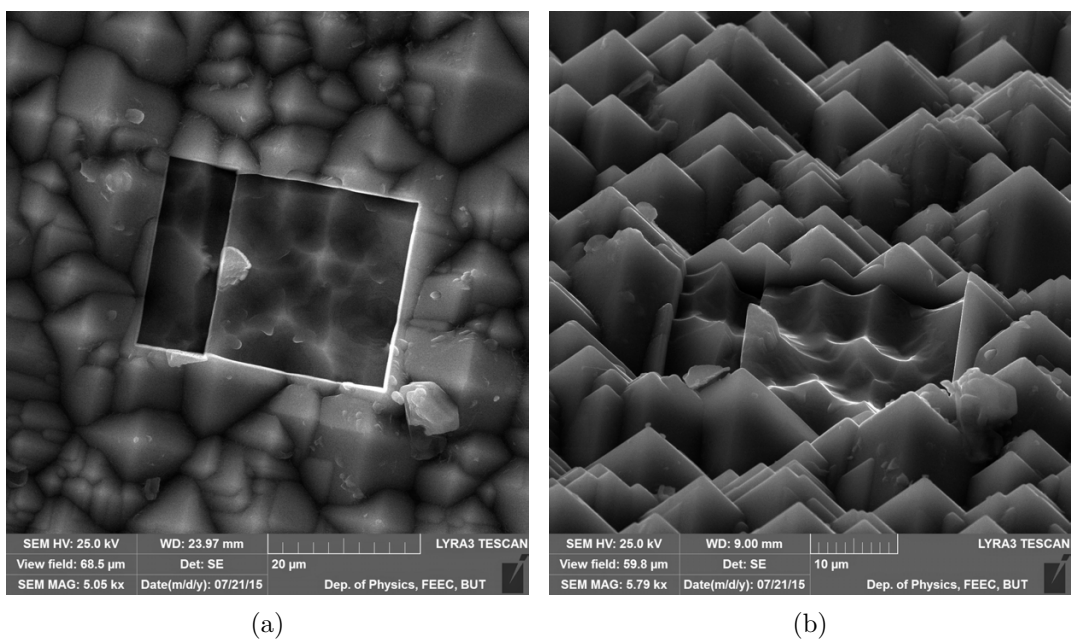 SEM HV: 25.0 kV WD: 23.97 mm LYRA3 TESCAN
View field: 68.5 µm Det: SE 20 µm
SEM MAG: 5.05 kx Date(m/d/y): 07/21/15 Dep. of Physics, FEEC, BUT
(a)
SEM HV: 25.0 kV WD: 9.00 mm LYRA3 TESCAN
View field: 59.8 µm Det: SE 10 µm
SEM MAG: 5.79 kx Date(m/d/y): 07/21/15 Dep. of Physics, FEEC, BUT
(b)